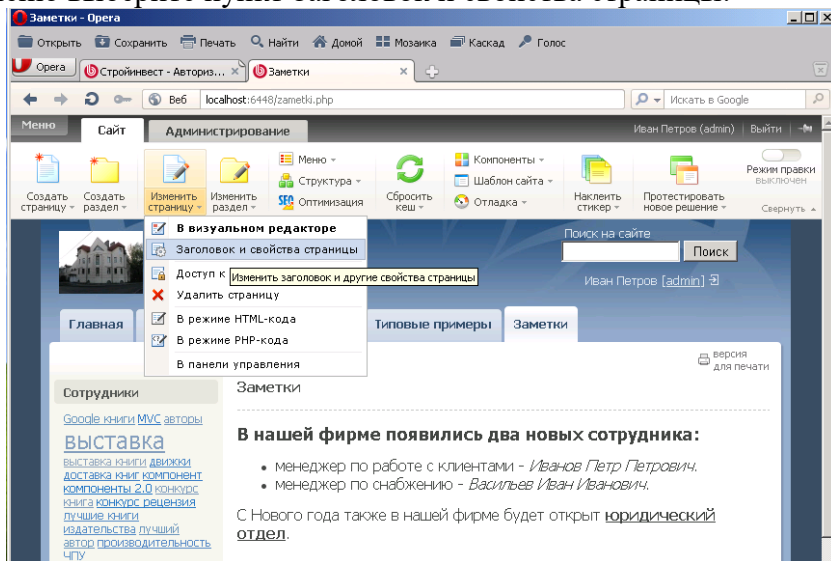 выберите пункт заголовок и свойства страницы.
Заметки - Opera
Открыть Сохранить Печать Найти Домой Мозаика Каскад Голос
Opera Стройинвест - Авториз... Заметки
Веб localhost:6448/zametki.php Искать в Google
Меню Сайт Администрирование Иван Петров (admin) Выйти
Создать страницу Создать раздел Изменить страницу Изменить раздел Меню Структура SEO Оптимизация Сбросить кеш Компоненты Шаблон сайта Отладка Наклеить стикер Протестировать новое решение Режим правки выключен Свернуть
В визуальном редакторе
Заголовок и свойства страницы
Доступ к
Изменить заголовок и другие свойства страницы
Удалить страницу
В режиме HTML-кода
В режиме PHP-кода
В панели управления
Поиск на сайте
Поиск
Иван Петров [admin]
Главная Типовые примеры Заметки
версия
для печати
Сотрудники
Google книги MVC авторы
выставка
выставка книги движки
доставка книг компонент
компоненты 2.0 конкурс
книга конкурс рецензия
лучшие книги
издательства лучший
автор производительность
ЧПУ
Заметки
В нашей фирме появились два новых сотрудника:
• менеджер по работе с клиентами - Иванов Петр Петрович.
• менеджер по снабжению - Васильев Иван Иванович.
С Нового года также в нашей фирме будет открыт юридический
отдел.